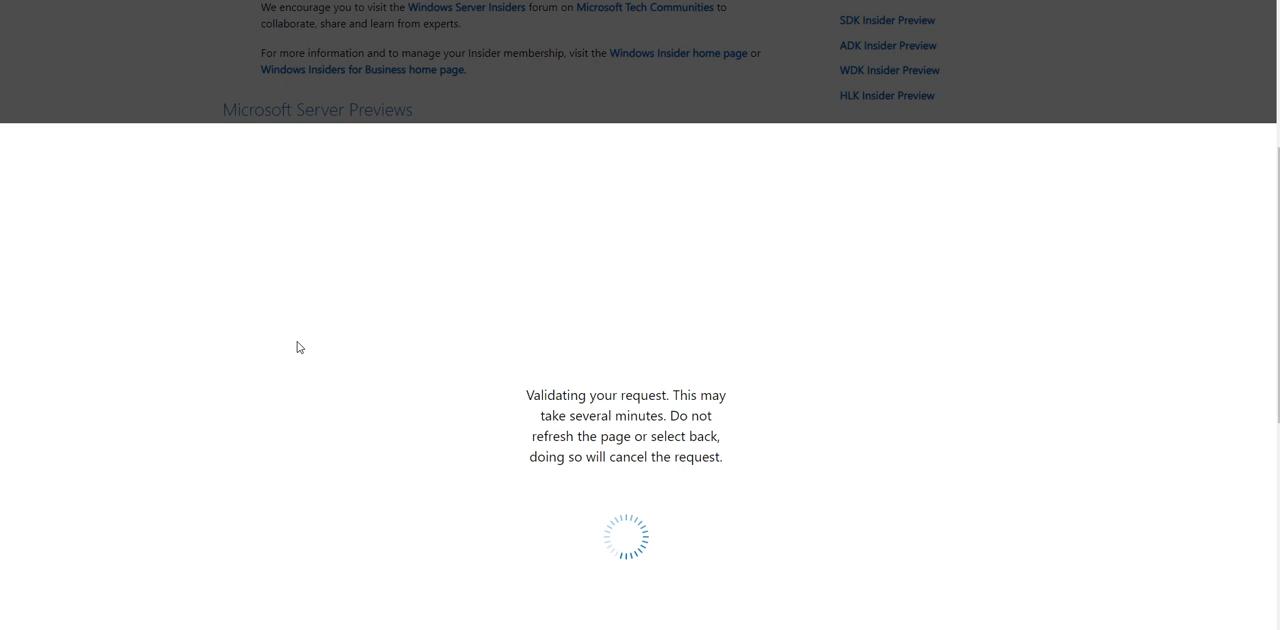 We encourage you to visit the Windows Server Insiders forum on Microsoft Tech Communities to
collaborate, share and learn from experts.
For more information and to manage your Insider membership, visit the Windows Insider home page or
Windows Insiders for Business home page.
Microsoft Server Previews
SDK Insider Preview
ADK Insider Preview
WDK Insider Preview
HLK Insider Preview
Validating your request. This may
take several minutes. Do not
refresh the page or select back,
doing so will cancel the request.